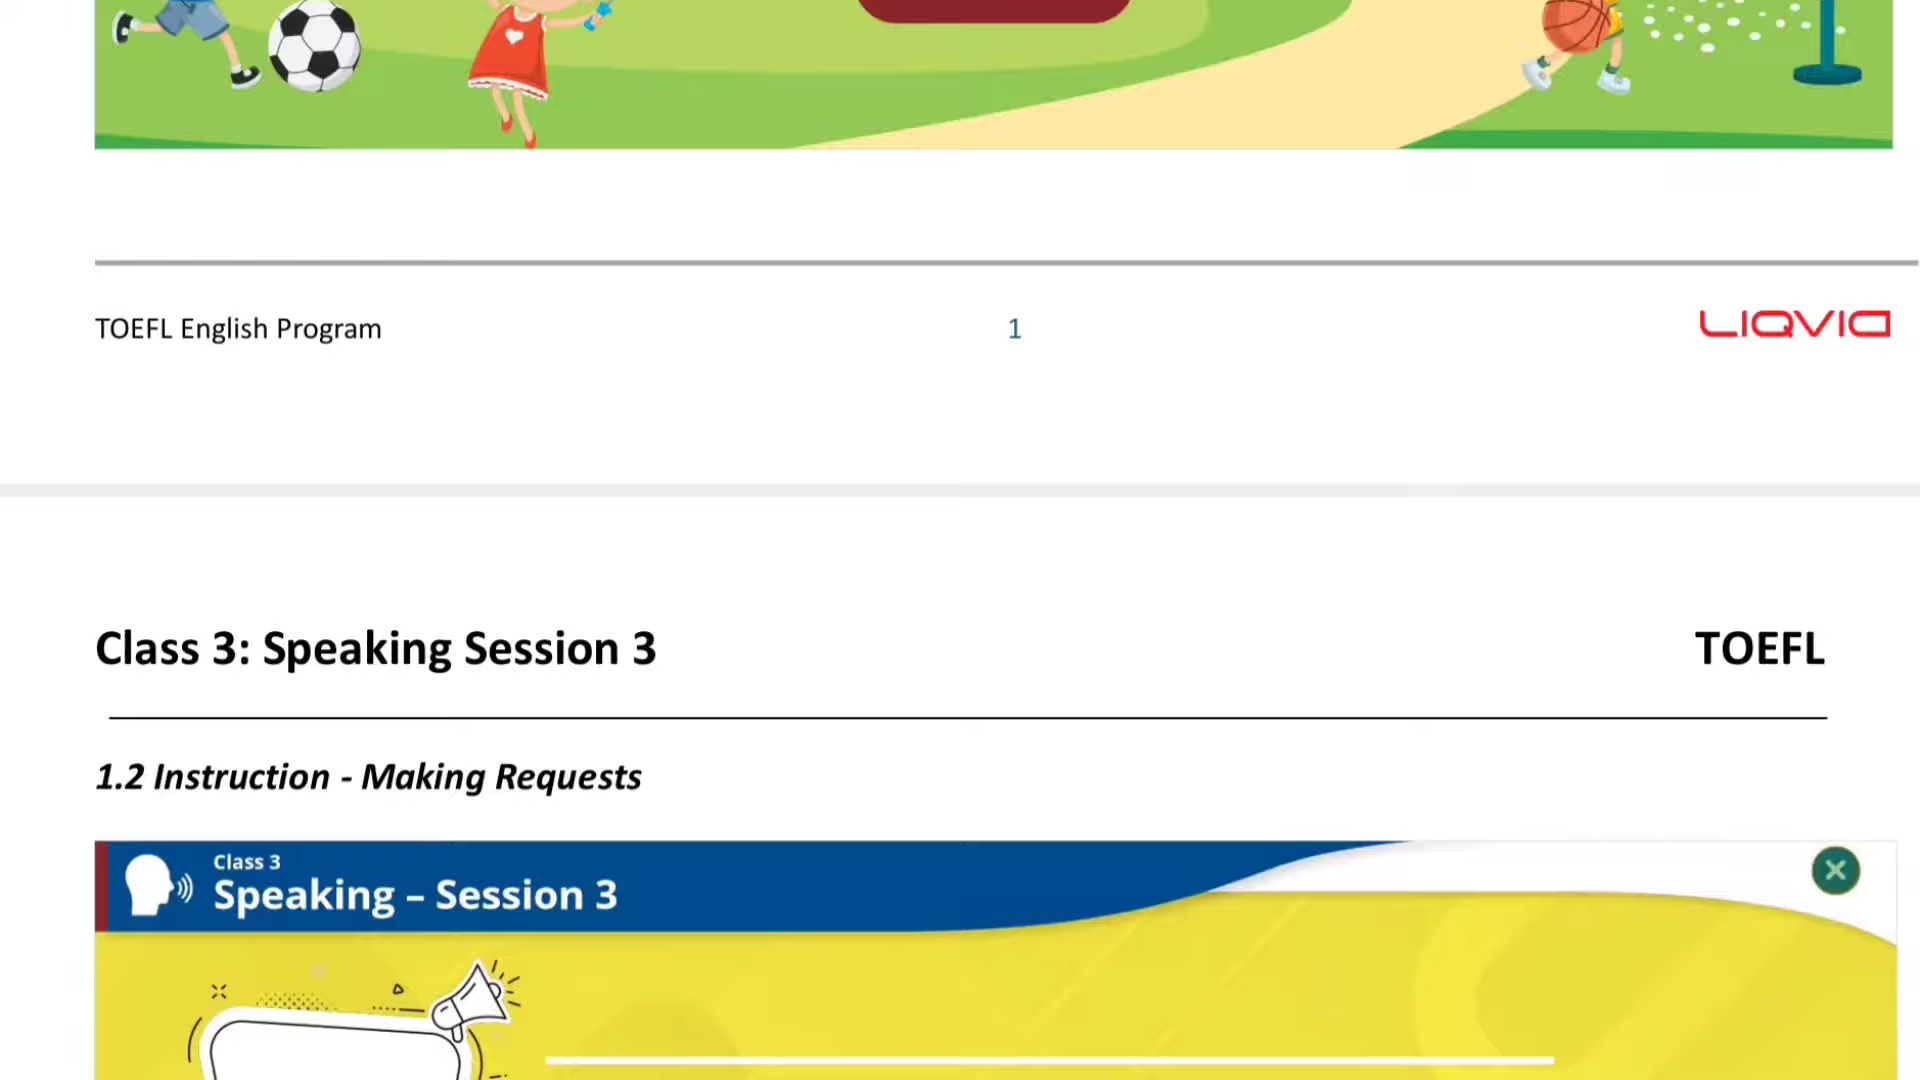 TOEFL English Program 1 LIQVIA
Class 3: Speaking Session 3 TOEFL
1.2 Instruction - Making Requests
Class 3
Speaking – Session 3